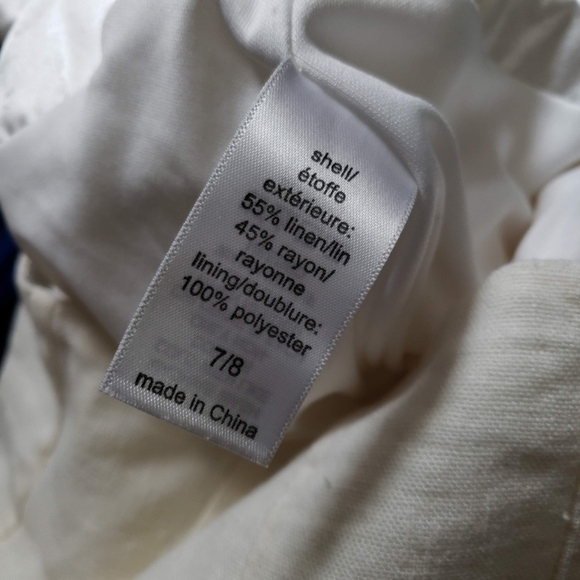 shell/
étoffe
extérieure:
55% linen/lin
45% rayon/
rayonne
lining/doublure:
100% polyester
7/8
made in China